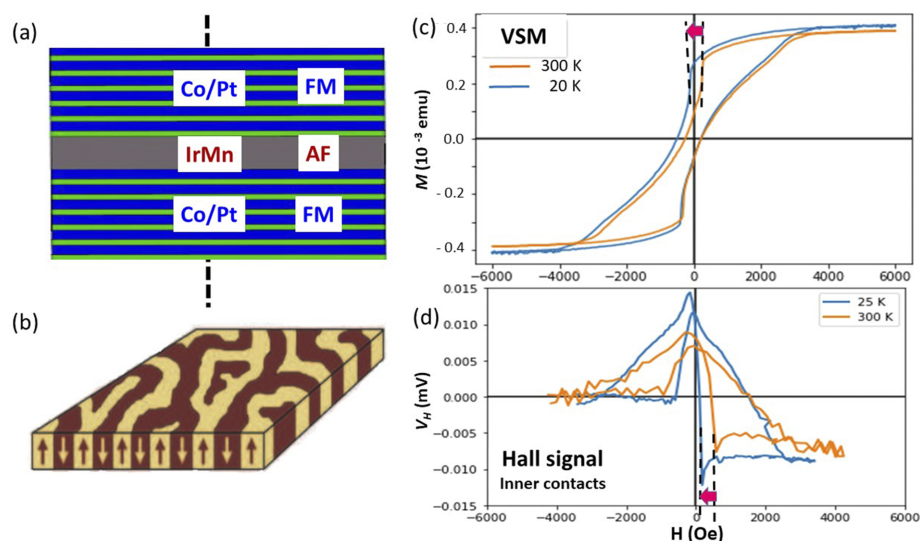 (a)
Co/Pt FM
IrMn AF
Co/Pt FM
(b)
(c)
VSM
300 K
20 K
M (10 -3 emu)
0.4
0.2
0.0
- 0.2
- 0.4
−6000 −4000 −2000 0 2000 4000 6000
(d)
25 K
300 K
V_H (mV)
0.015
0.010
0.005
0.000
−0.005
−0.010
−0.015
Hall signal
Inner contacts
−6000 −4000 −2000 0 2000 4000 6000
H (Oe)